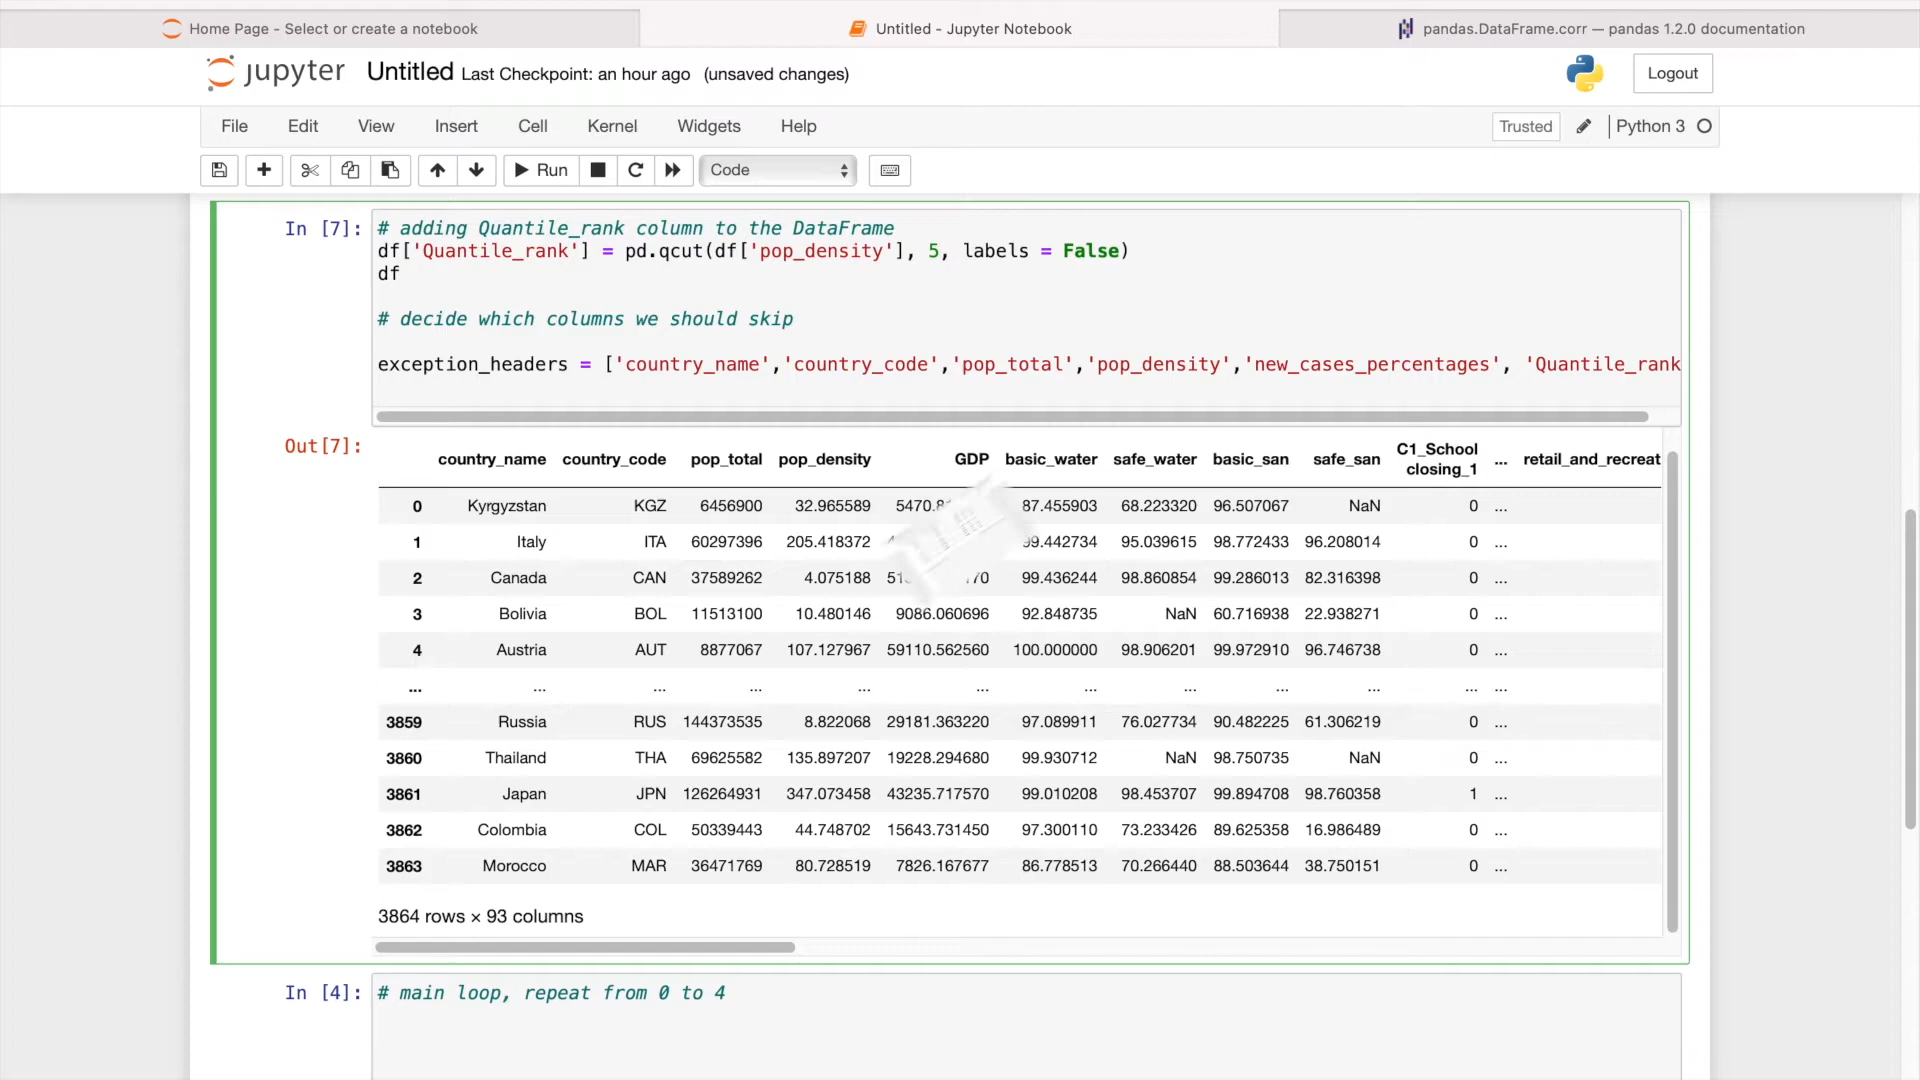 Home Page - Select or create a notebook
Untitled - Jupyter Notebook
pandas.DataFrame.corr — pandas 1.2.0 documentation
jupyter Untitled Last Checkpoint: an hour ago (unsaved changes)
Logout
File Edit View Insert Cell Kernel Widgets Help
Trusted
Python 3
Run
Code
In [7]:
# adding Quantile_rank column to the DataFrame
df['Quantile_rank'] = pd.qcut(df['pop_density'], 5, labels = False)
df
# decide which columns we should skip
exception_headers = ['country_name','country_code','pop_total','pop_density','new_cases_percentages', 'Quantile_rank
Out[7]:
country_name country_code pop_total pop_density GDP basic_water safe_water basic_san safe_san C1_School closing_1 ... retail_and_recreat
0 Kyrgyzstan KGZ 6456900 32.965589 87.455903 68.223320 96.507067 NaN 0 ...
1 Italy ITA 60297396 205.418372 99.442734 95.039615 98.772433 96.208014 0 ...
2 Canada CAN 37589262 4.075188 99.436244 98.860854 99.286013 82.316398 0 ...
3 Bolivia BOL 11513100 10.480146 9086.060696 92.848735 NaN 60.716938 22.938271 0 ...
4 Austria AUT 8877067 107.127967 59110.562560 100.000000 98.906201 99.972910 96.746738 0 ...
... ... ... ... ... ... ... ... ... ... ... ...
3859 Russia RUS 144373535 8.822068 29181.363220 97.089911 76.027734 90.482225 61.306219 0 ...
3860 Thailand THA 69625582 135.897207 19228.294680 99.930712 NaN 98.750735 NaN 0 ...
3861 Japan JPN 126264931 347.073458 43235.717570 99.010208 98.453707 99.894708 98.760358 1 ...
3862 Colombia COL 50339443 44.748702 15643.731450 97.300110 73.233426 89.625358 16.986489 0 ...
3863 Morocco MAR 36471769 80.728519 7826.167677 86.778513 70.266440 88.503644 38.750151 0 ...
3864 rows × 93 columns
In [4]:
# main loop, repeat from 0 to 4